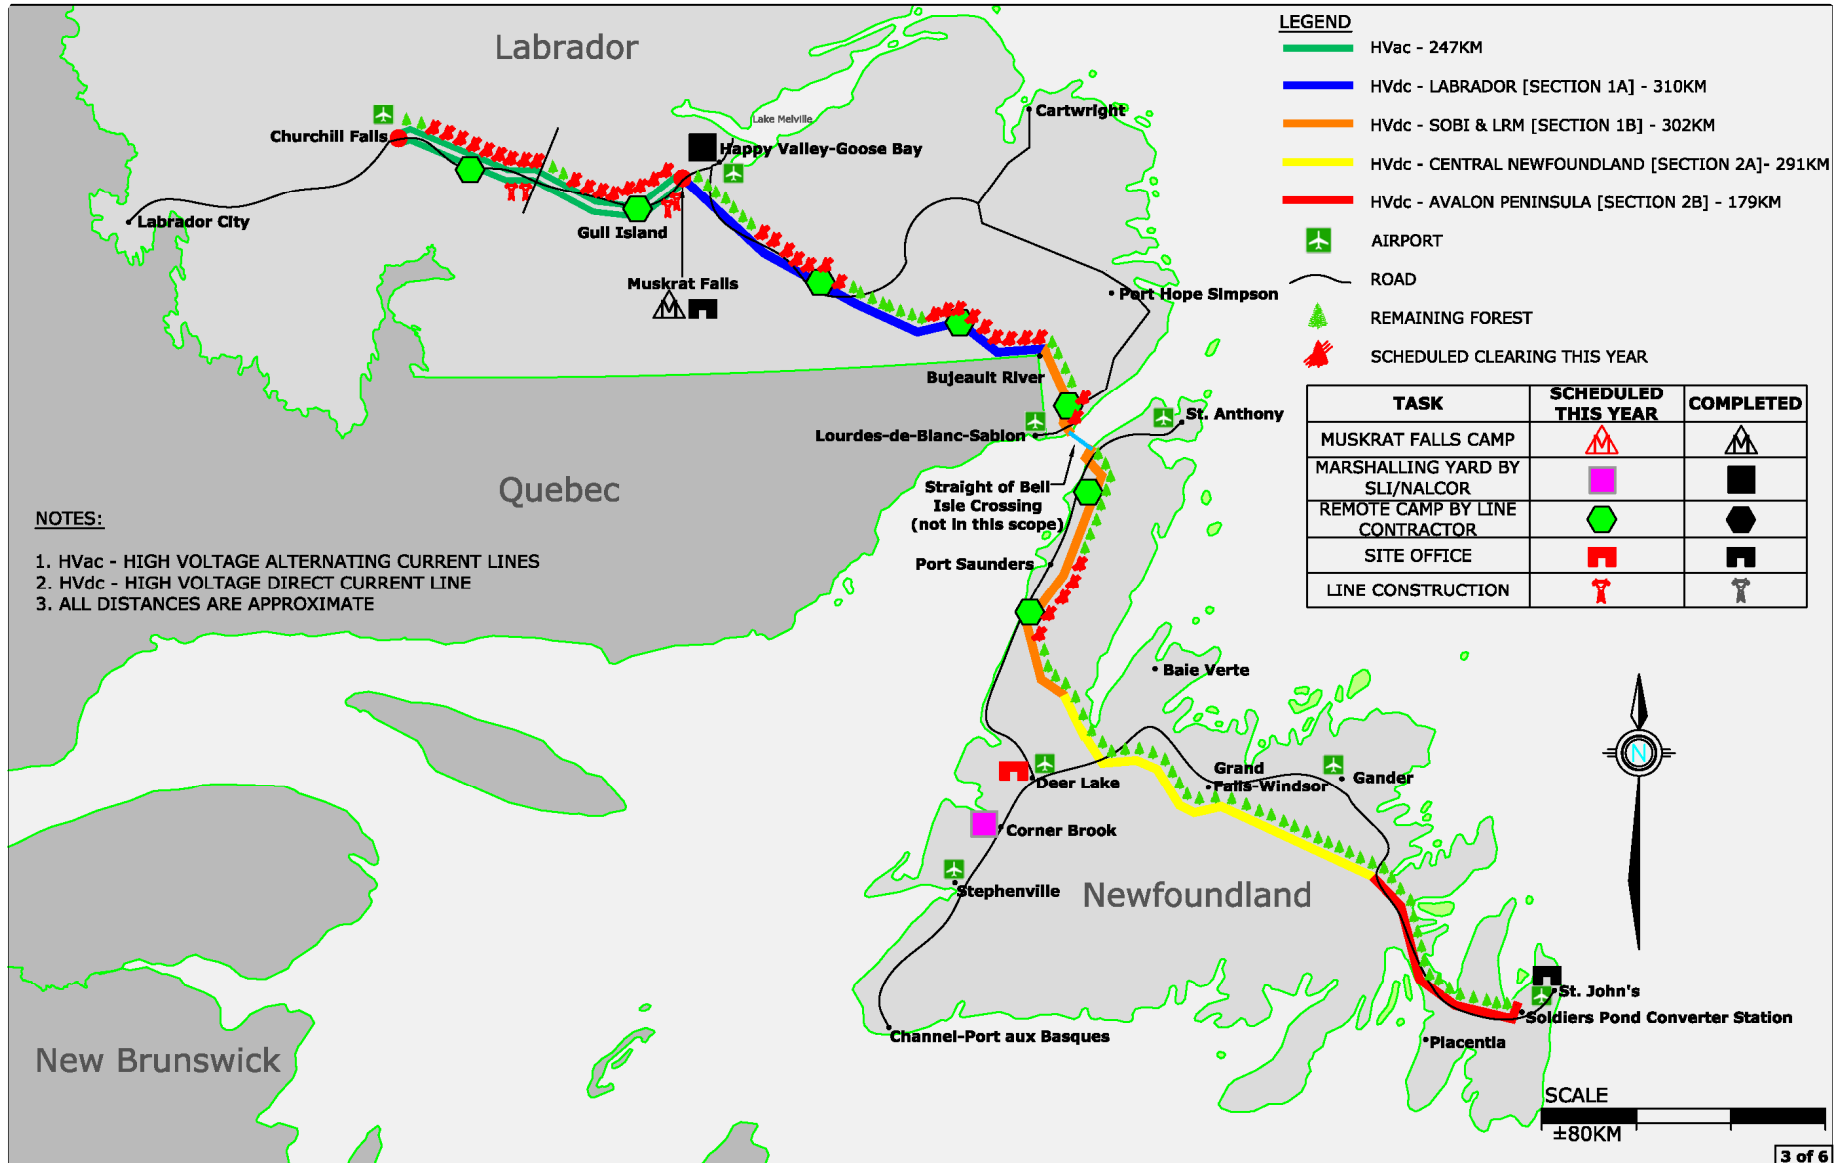 Labrador
LEGEND
HVac - 247KM
HVdc - LABRADOR [SECTION 1A] - 310KM
HVdc - SOBI & LRM [SECTION 1B] - 302KM
HVdc - CENTRAL NEWFOUNDLAND [SECTION 2A]- 291KM
HVdc - AVALON PENINSULA [SECTION 2B] - 179KM
AIRPORT
ROAD
REMAINING FOREST
SCHEDULED CLEARING THIS YEAR
TASK
SCHEDULED
THIS YEAR
COMPLETED
MUSKRAT FALLS CAMP
MARSHALLING YARD BY
SLI/NALCOR
REMOTE CAMP BY LINE
CONTRACTOR
SITE OFFICE
LINE CONSTRUCTION
Cartwright
Lake Melville
Churchill Falls
Happy Valley-Goose Bay
Labrador City
Gull Island
Muskrat Falls
Port Hope Simpson
Bujeault River
St. Anthony
Lourdes-de-Blanc-Sablon
Quebec
Straight of Bell
Isle Crossing
(not in this scope)
NOTES:
1. HVac - HIGH VOLTAGE ALTERNATING CURRENT LINES
2. HVdc - HIGH VOLTAGE DIRECT CURRENT LINE
3. ALL DISTANCES ARE APPROXIMATE
Port Saunders
Baie Verte
N
Deer Lake
Grand
Falls-Windsor
Gander
Corner Brook
Stephenville
Newfoundland
St. John's
Soldiers Pond Converter Station
Channel-Port aux Basques
Placentia
New Brunswick
SCALE
±80KM
3 of 6